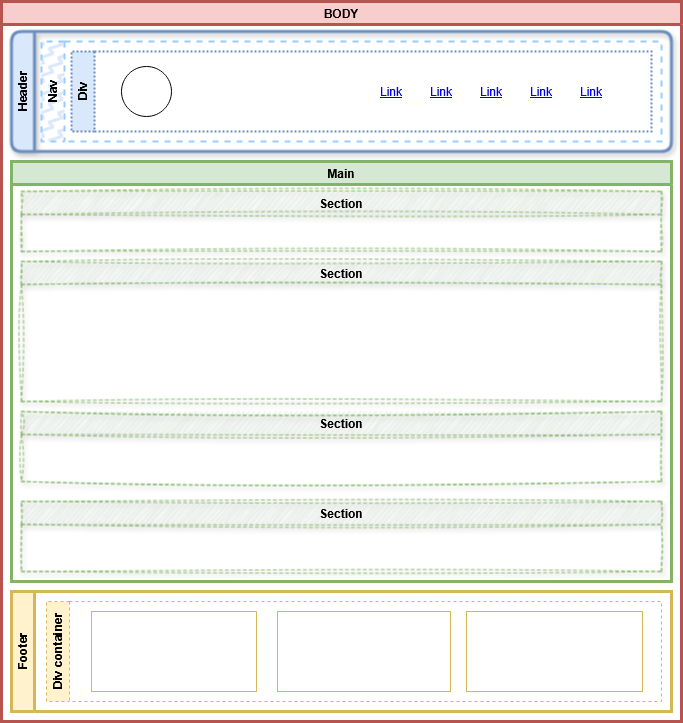 BODY
Header
Nav
Div
Link Link Link Link Link
Main
Section
Section
Section
Section
Footer
Div container